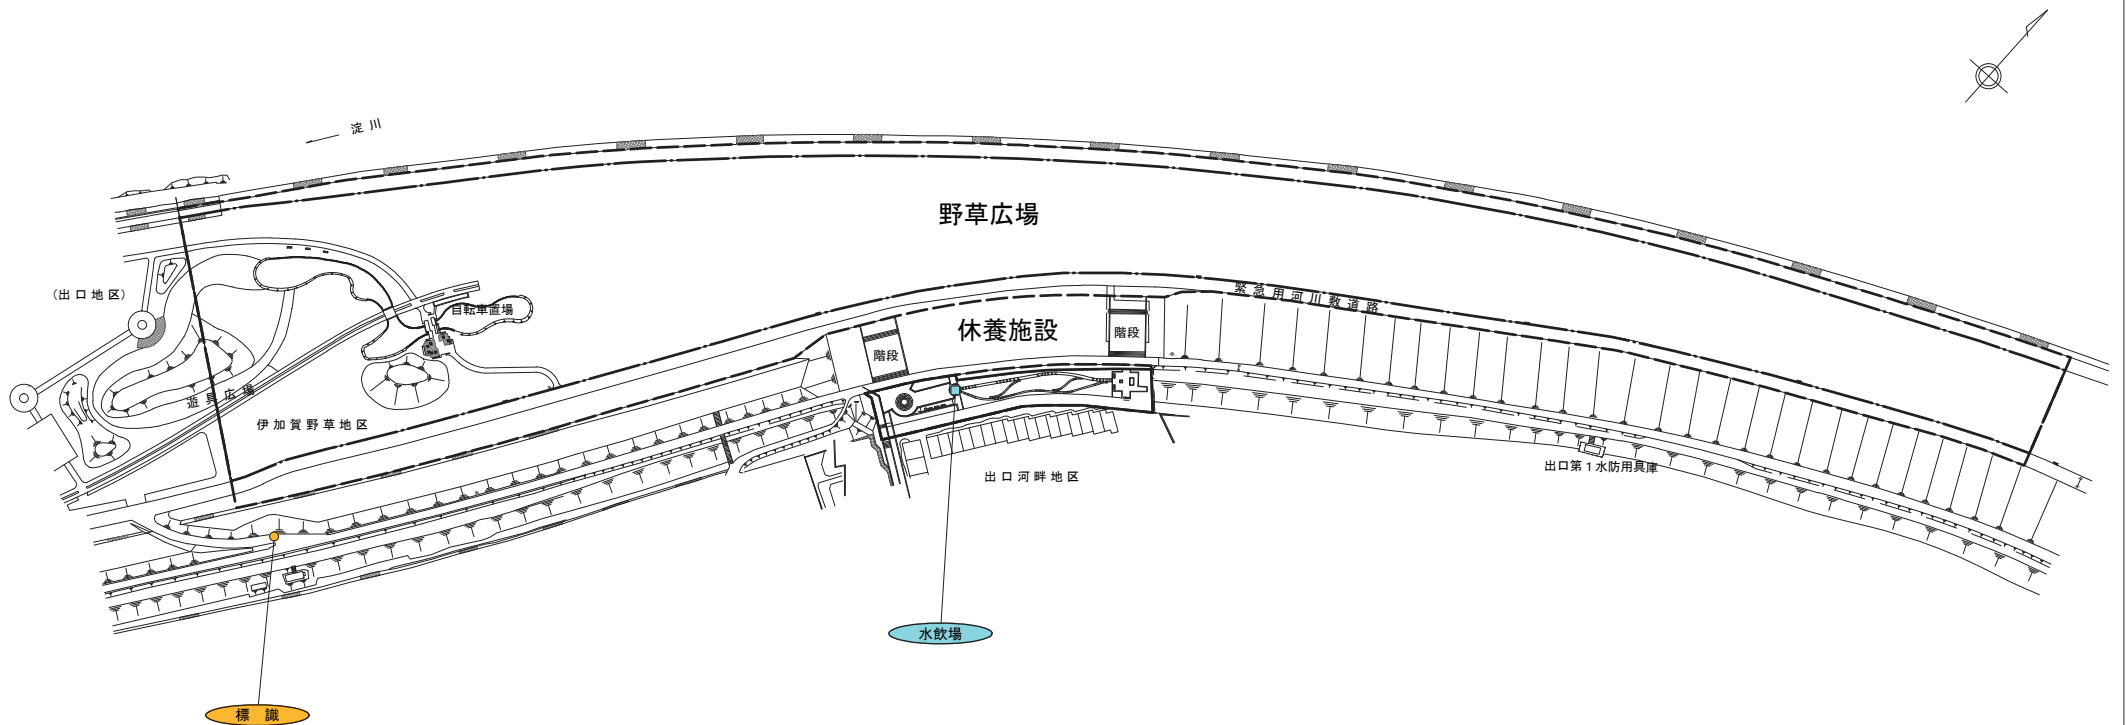 淀川
野草広場
緊急用河川敷道路
(出口地区)
自転車置場
休養施設
階段
階段
遊具広場
伊加賀野草地区
出口第1水防用具庫
出口河畔地区
水飲場
標 識